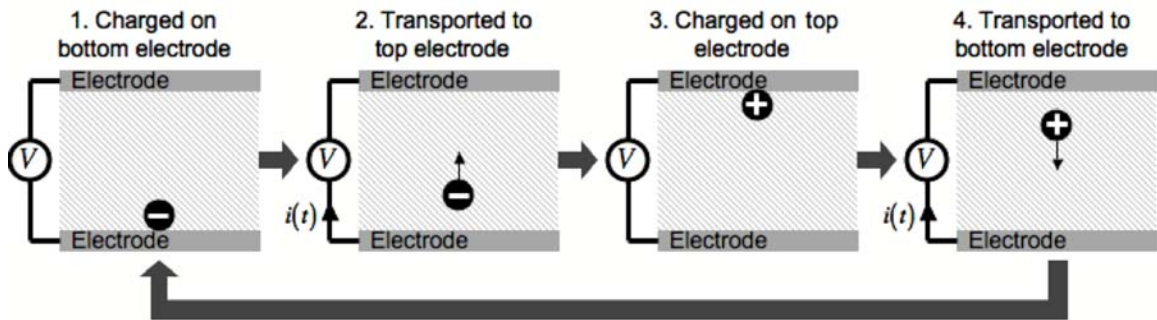 1. Charged on
bottom electrode
2. Transported to
top electrode
3. Charged on top
electrode
4. Transported to
bottom electrode
Electrode
Electrode
Electrode
Electrode
V
V
V
V
i(t)
i(t)
Electrode
Electrode
Electrode
Electrode